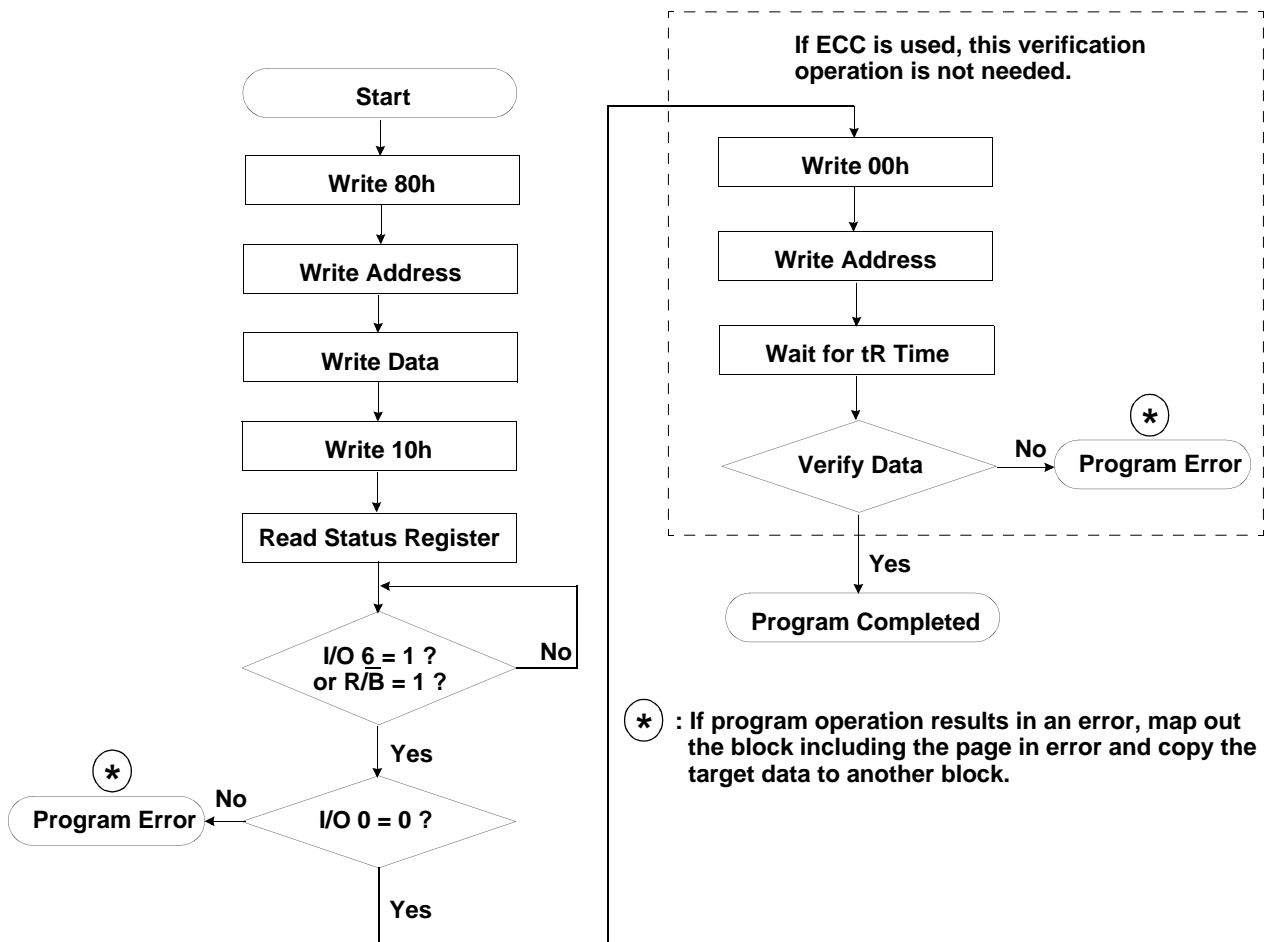 Start
Write 80h
Write Address
Write Data
Write 10h
Read Status Register
I/O 6 = 1 ?
or R/B̅ = 1 ?
No
Yes
*
No
Program Error
I/O 0 = 0 ?
Yes
If ECC is used, this verification
operation is not needed.
Write 00h
Write Address
Wait for tR Time
*
Verify Data
No
Program Error
Yes
Program Completed
* : If program operation results in an error, map out
the block including the page in error and copy the
target data to another block.